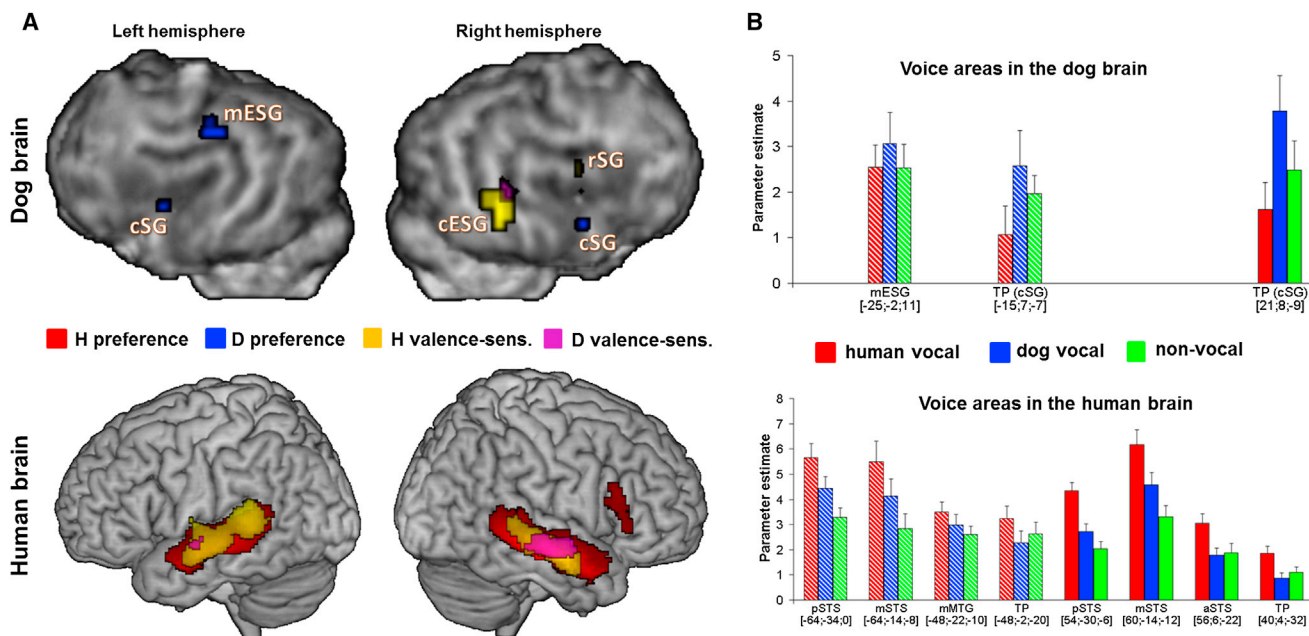 A
Left hemisphere
Right hemisphere
Dog brain
mESG
cSG
rSG
cESG
cSG
H preference D preference H valence-sens. D valence-sens.
Human brain
B
Voice areas in the dog brain
Parameter estimate
5
4
3
2
1
0
mESG
[-25;-2;11]
TP (cSG)
[-15;7;-7]
TP (cSG)
[21;8;-9]
human vocal dog vocal non-vocal
Voice areas in the human brain
Parameter estimate
8
7
6
5
4
3
2
1
0
pSTS mSTS mMTG TP pSTS mSTS aSTS TP
[-64;-34;0] [-64;-14;-8] [-48;-22;-10] [-48;-2;-20] [54;-30;-6] [60;-14;-12] [56;6;-22] [40;4;-32]